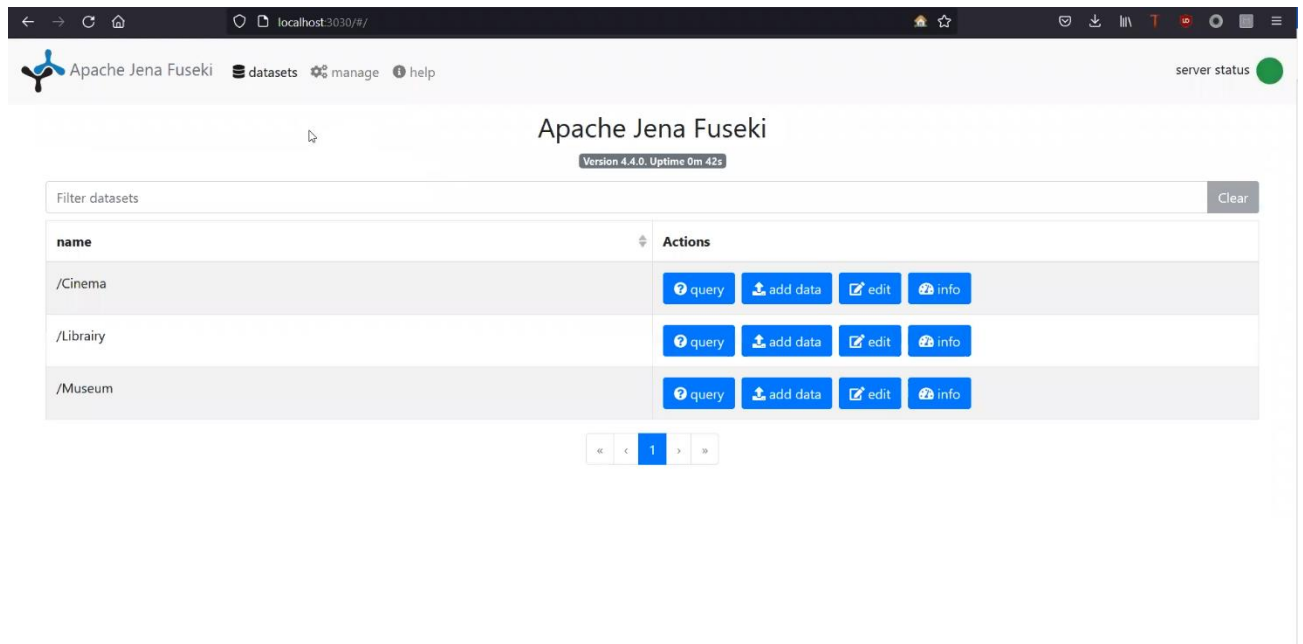 localhost:3030/#/
Apache Jena Fuseki datasets manage help server status
Apache Jena Fuseki
Version 4.4.0. Uptime 0m 42s
Filter datasets Clear
name Actions
/Cinema query add data edit info
/Librairy query add data edit info
/Museum query add data edit info
« ‹ 1 › »